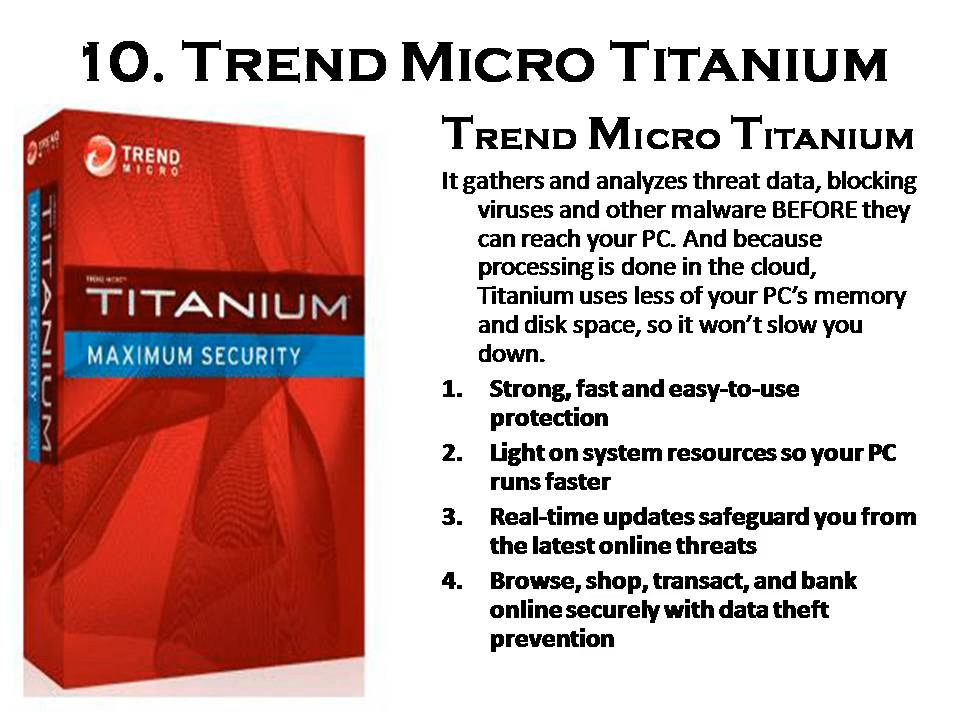 10. TREND MICRO TITANIUM
TREND
MICRO
TREND MICRO™
TITANIUM
MAXIMUM SECURITY
TREND
MICRO
TITANIUM
MAXIMUM SECURITY
TREND MICRO TITANIUM
It gathers and analyzes threat data, blocking
viruses and other malware BEFORE they
can reach your PC. And because
processing is done in the cloud,
Titanium uses less of your PC’s memory
and disk space, so it won’t slow you
down.
1. Strong, fast and easy-to-use
protection
2. Light on system resources so your PC
runs faster
3. Real-time updates safeguard you from
the latest online threats
4. Browse, shop, transact, and bank
online securely with data theft
prevention